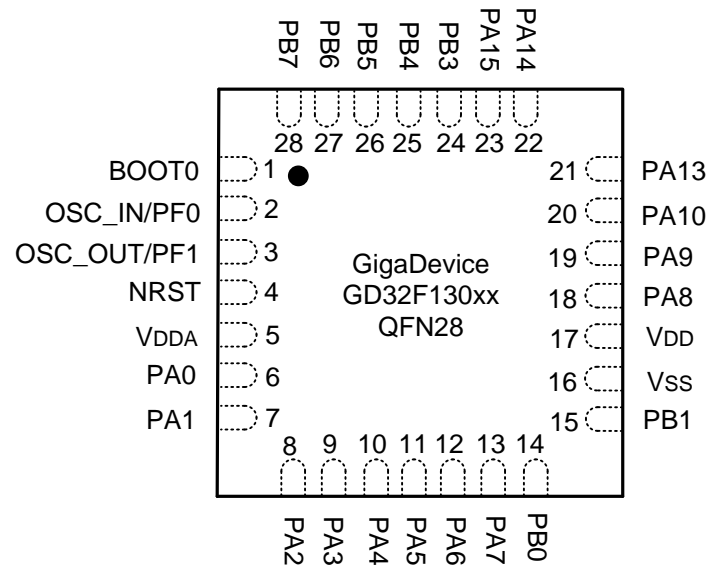 PB7 PB6 PB5 PB4 PB3 PA15 PA14
28 27 26 25 24 23 22
BOOT0 1
OSC_IN/PF0 2
OSC_OUT/PF1 3
NRST 4
VDDA 5
PA0 6
PA1 7
GigaDevice
GD32F130xx
QFN28
21 PA13
20 PA10
19 PA9
18 PA8
17 VDD
16 VSS
15 PB1
8 9 10 11 12 13 14
PA2 PA3 PA4 PA5 PA6 PA7 PB0